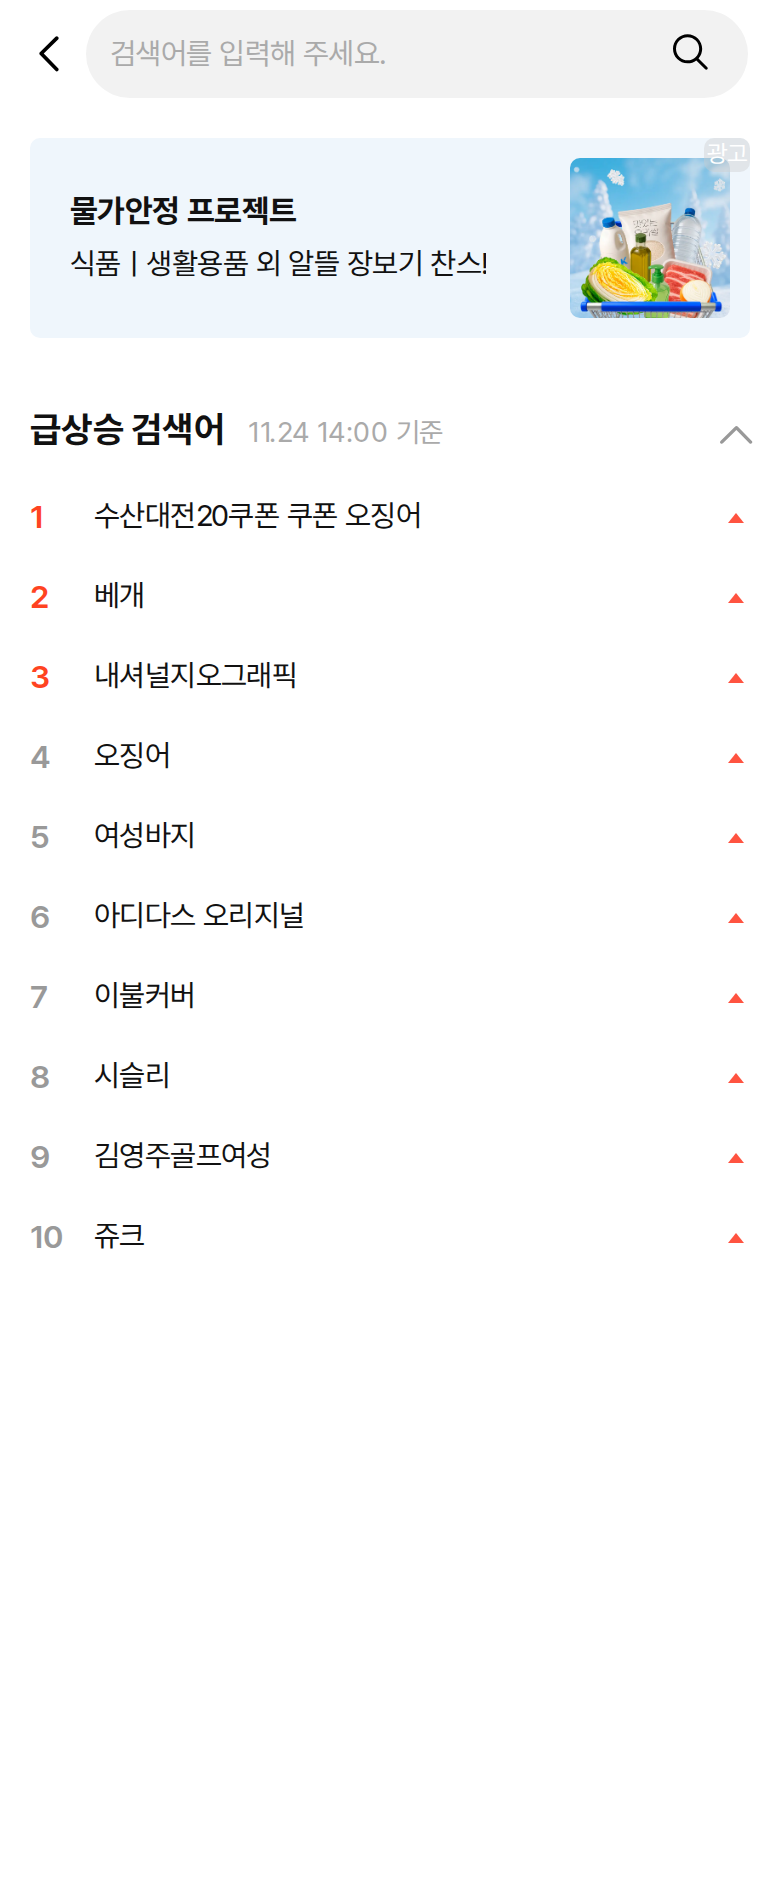 검색어를 입력해 주세요.
광고
물가안정 프로젝트
식품 | 생활용품 외 알뜰 장보기 찬스!
급상승 검색어 11.24 14:00 기준
1 수산대전20쿠폰 쿠폰 오징어
2 베개
3 내셔널지오그래픽
4 오징어
5 여성바지
6 아디다스 오리지널
7 이불커버
8 시슬리
9 김영주골프여성
10 쥬크